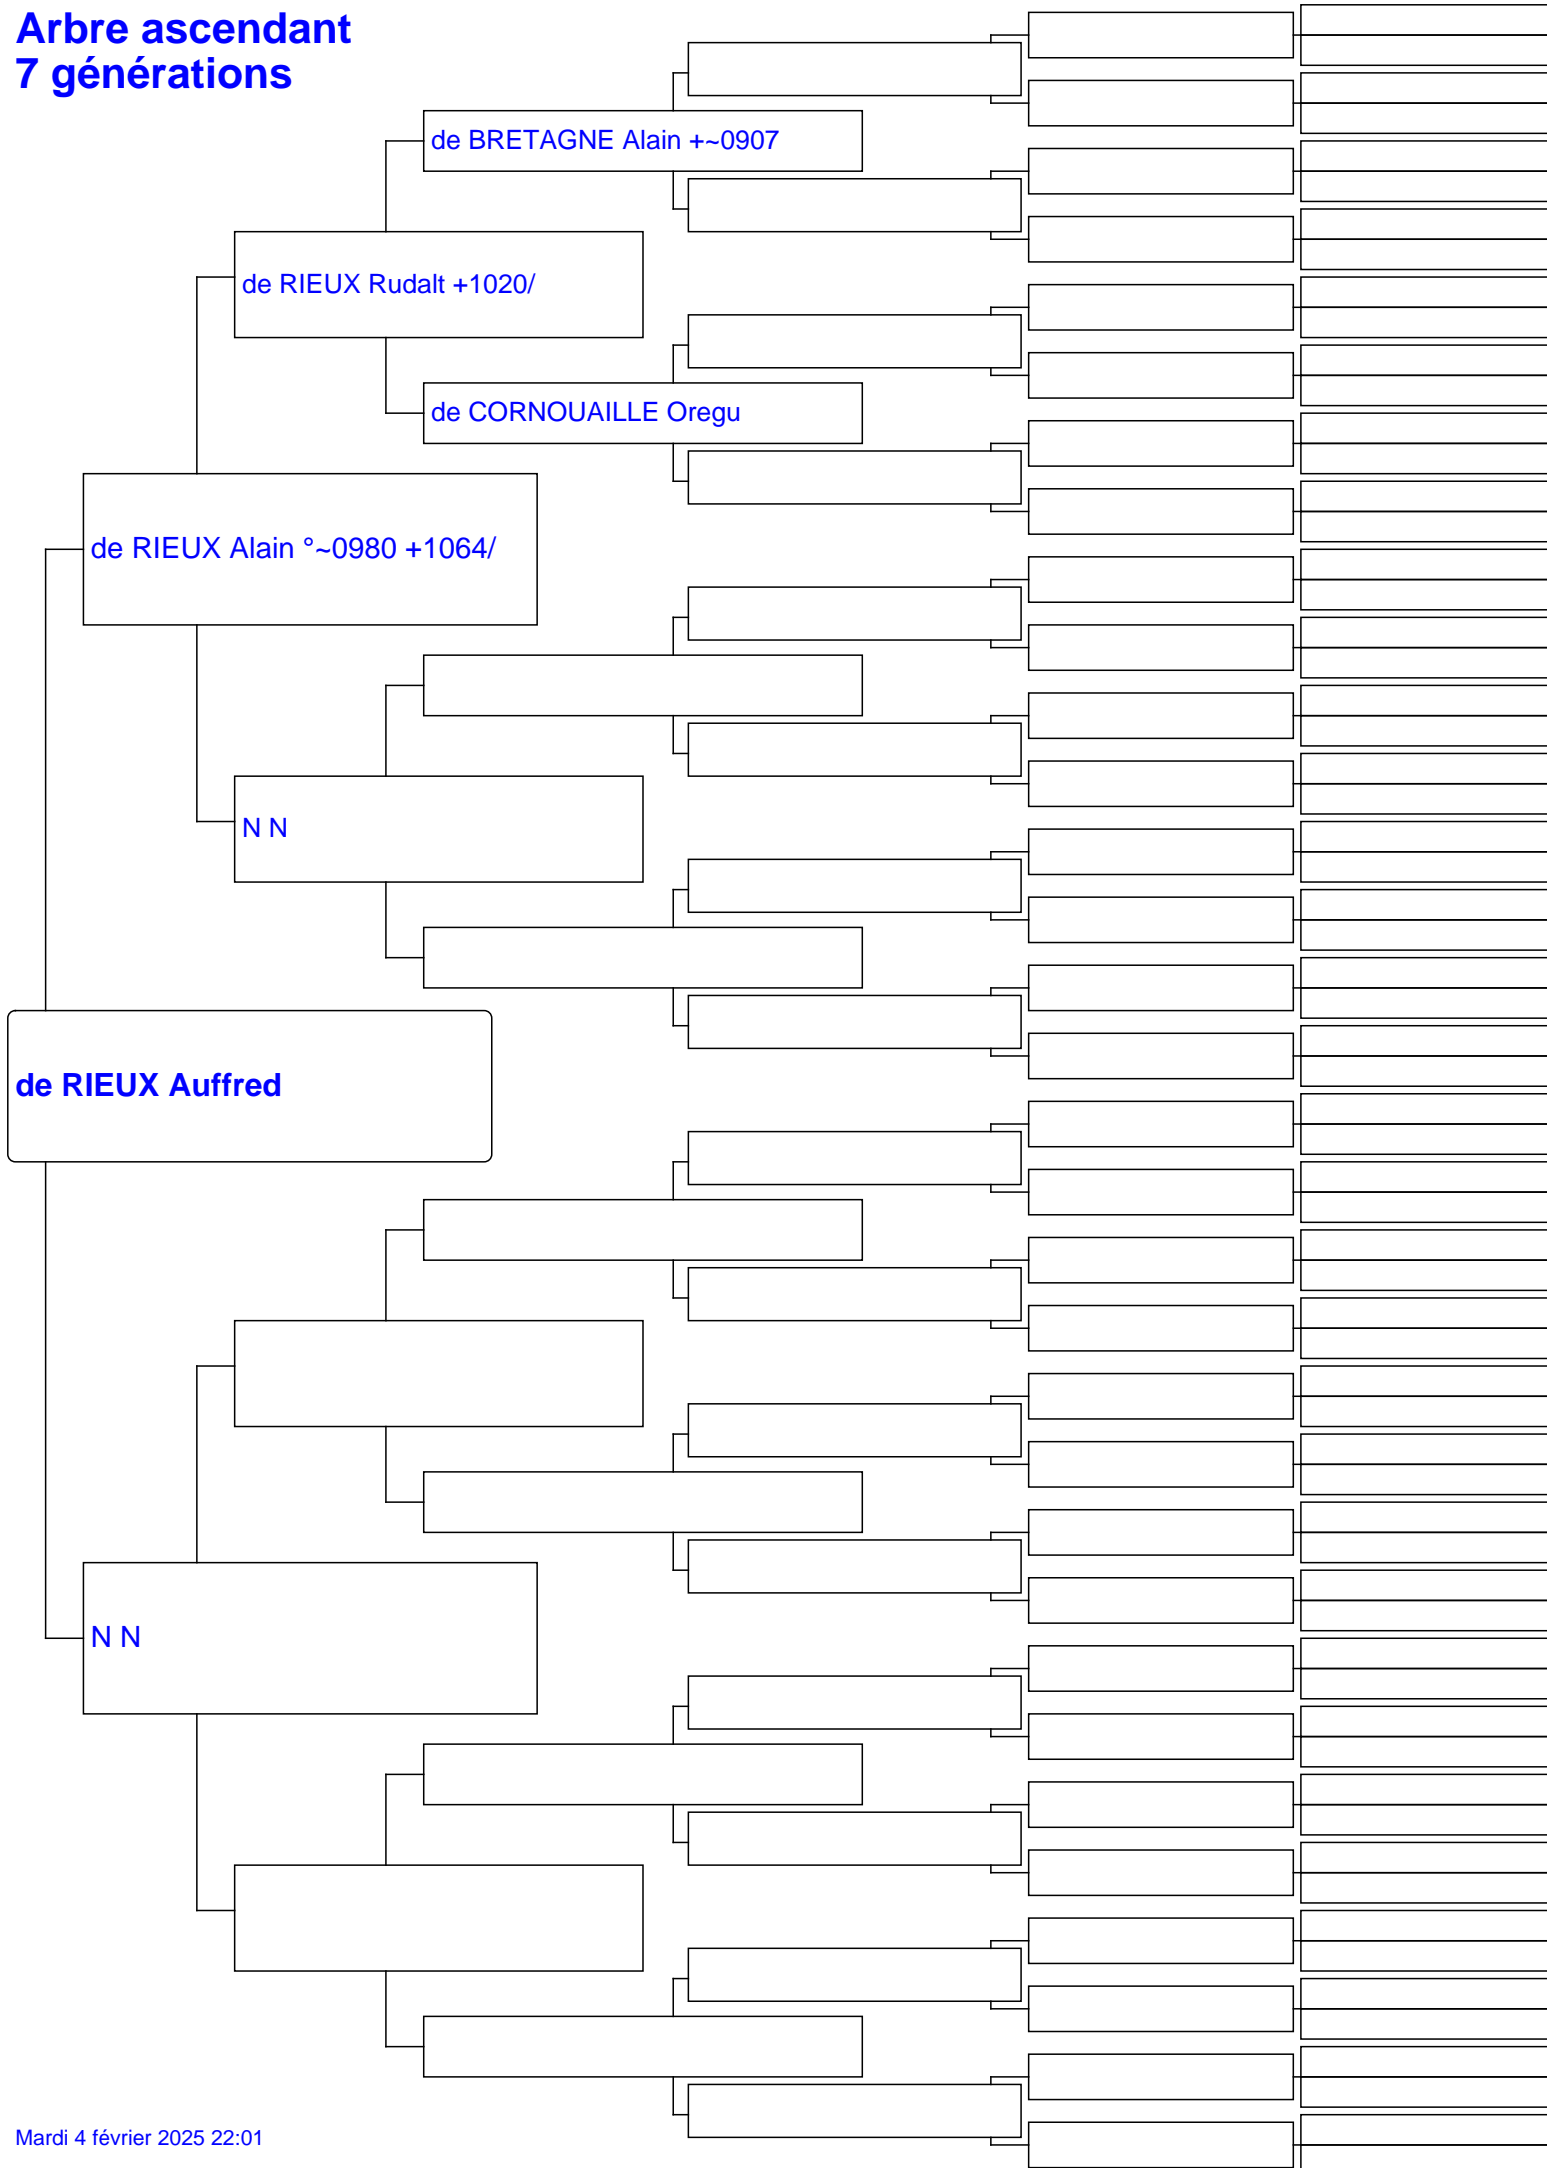 Arbre ascendant
7 générations
de BRETAGNE Alain +~0907
de RIEUX Rudalt +1020/
de CORNOUAILLE Oregu
de RIEUX Alain °~0980 +1064/
N N
de RIEUX Auffred
N N
Mardi 4 février 2025 22:01